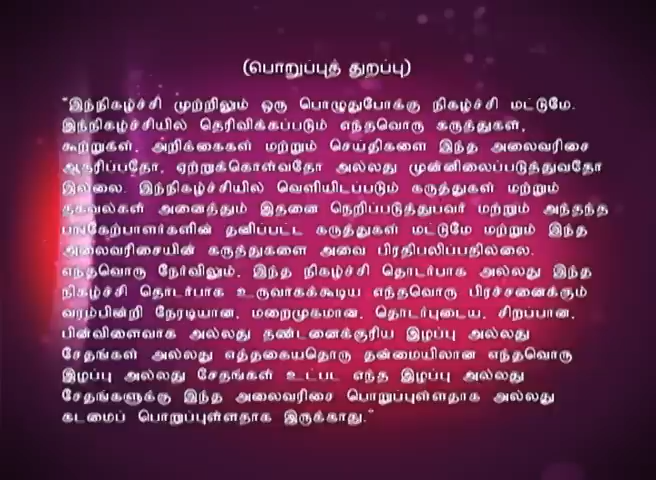 (பொறுப்புத் துறப்பு)
"இந்நிகழ்ச்சி முற்றிலும் ஒரு பொழுதுபோக்கு நிகழ்ச்சி மட்டுமே.
இந்நிகழ்ச்சியில் தெரிவிக்கப்படும் எந்தவொரு கருத்துகள்,
கூற்றுகள், அறிக்கைகள் மற்றும் செய்திகளை இந்த அலைவரிசை
ஆதரிப்பதோ, ஏற்றுக்கொள்வதோ அல்லது முன்னிலைப்படுத்துவதோ
இல்லை. இந்நிகழ்ச்சியில் வெளியிடப்படும் கருத்துகள் மற்றும்
தகவல்கள் அனைத்தும் இதனை நெறிப்படுத்துபவர் மற்றும் அந்தந்த
பங்கேற்பாளர்களின் தனிப்பட்ட கருத்துகள் மட்டுமே மற்றும் இந்த
அலைவரிசையின் கருத்துகளை அவை பிரதிபலிப்பதில்லை.
எந்தவொரு நேர்விலும், இந்த நிகழ்ச்சி தொடர்பாக அல்லது இந்த
நிகழ்ச்சி தொடர்பாக உருவாகக்கூடிய எந்தவொரு பிரச்சனைக்கும்
வரம்பின்றி நேரடியான, மறைமுகமான, தொடர்புடைய, சிறப்பான,
பின்விளைவாக அல்லது தண்டனைக்குரிய இழப்பு அல்லது
சேதங்கள் அல்லது எத்தகையதொரு தன்மையிலான எந்தவொரு
இழப்பு அல்லது சேதங்கள் உட்பட எந்த இழப்பு அல்லது
சேதங்களுக்கு இந்த அலைவரிசை பொறுப்புள்ளதாக அல்லது
கடமைப் பொறுப்புள்ளதாக இருக்காது."